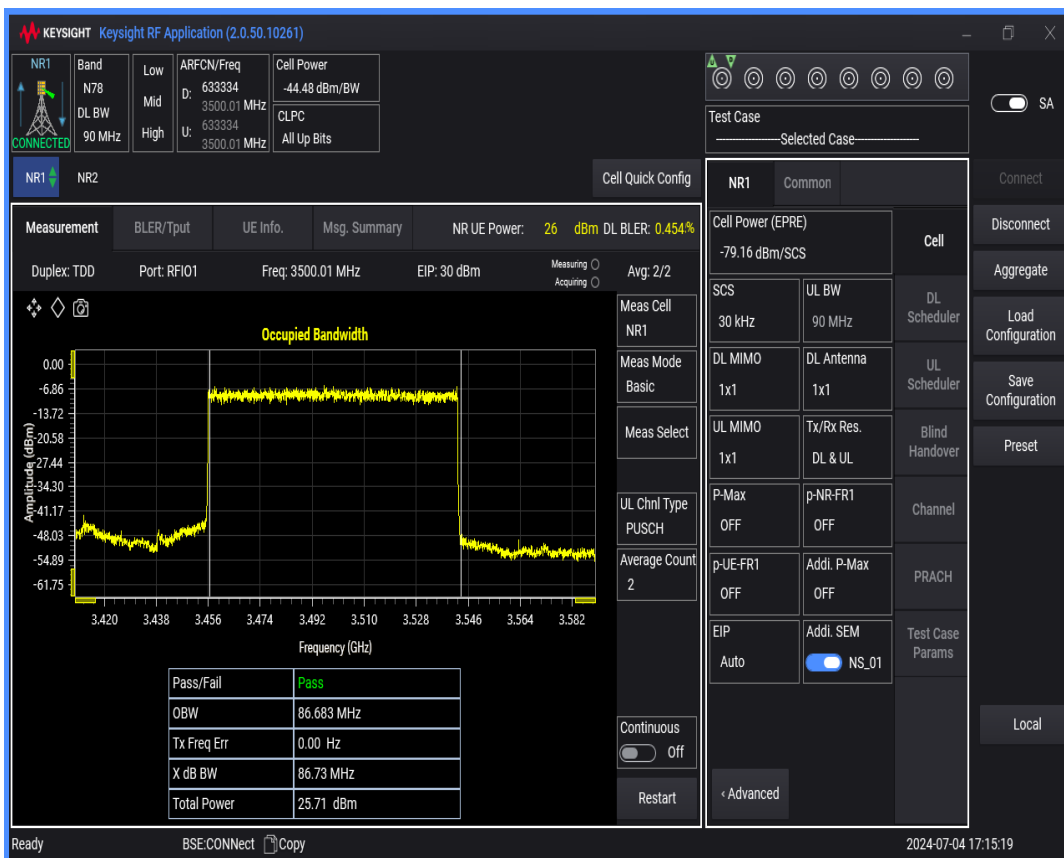 KEYSIGHT Keysight RF Application (2.0.50.10261)
NR1
CONNECTED
Band
N78
DL BW
90 MHz
Low
Mid
High
ARFCN/Freq
D: 633334
3500.01 MHz
U: 633334
3500.01 MHz
Cell Power
-44.48 dBm/BW
CLPC
All Up Bits
Test Case
-----------------Selected Case-----------------
SA
NR1 NR2 Cell Quick Config
Measurement BLER/Tput UE Info. Msg. Summary NR UE Power: 26 dBm DL BLER: 0.454%
Duplex: TDD Port: RFIO1 Freq: 3500.01 MHz EIP: 30 dBm Measuring Acquiring Avg: 2/2
Occupied Bandwidth
Amplitude (dBm)
0.00
-6.86
-13.72
-20.58
-27.44
-34.30
-41.17
-48.03
-54.89
-61.75
3.420 3.438 3.456 3.474 3.492 3.510 3.528 3.546 3.564 3.582
Frequency (GHz)
Pass/Fail Pass
OBW 86.683 MHz
Tx Freq Err 0.00 Hz
X dB BW 86.73 MHz
Total Power 25.71 dBm
Meas Cell
NR1
Meas Mode
Basic
Meas Select
UL Chnl Type
PUSCH
Average Count
2
Continuous
Off
Restart
NR1 Common
Cell Power (EPRE)
-79.16 dBm/SCS
SCS UL BW
30 kHz 90 MHz
DL MIMO DL Antenna
1x1 1x1
UL MIMO Tx/Rx Res.
1x1 DL & UL
P-Max p-NR-FR1
OFF OFF
p-UE-FR1 Addi. P-Max
OFF OFF
EIP Addi. SEM
Auto NS_01
‹ Advanced
Cell
DL
Scheduler
UL
Scheduler
Blind
Handover
Channel
PRACH
Test Case
Params
Connect
Disconnect
Aggregate
Load
Configuration
Save
Configuration
Preset
Local
Ready BSE:CONNect Copy 2024-07-04 17:15:19